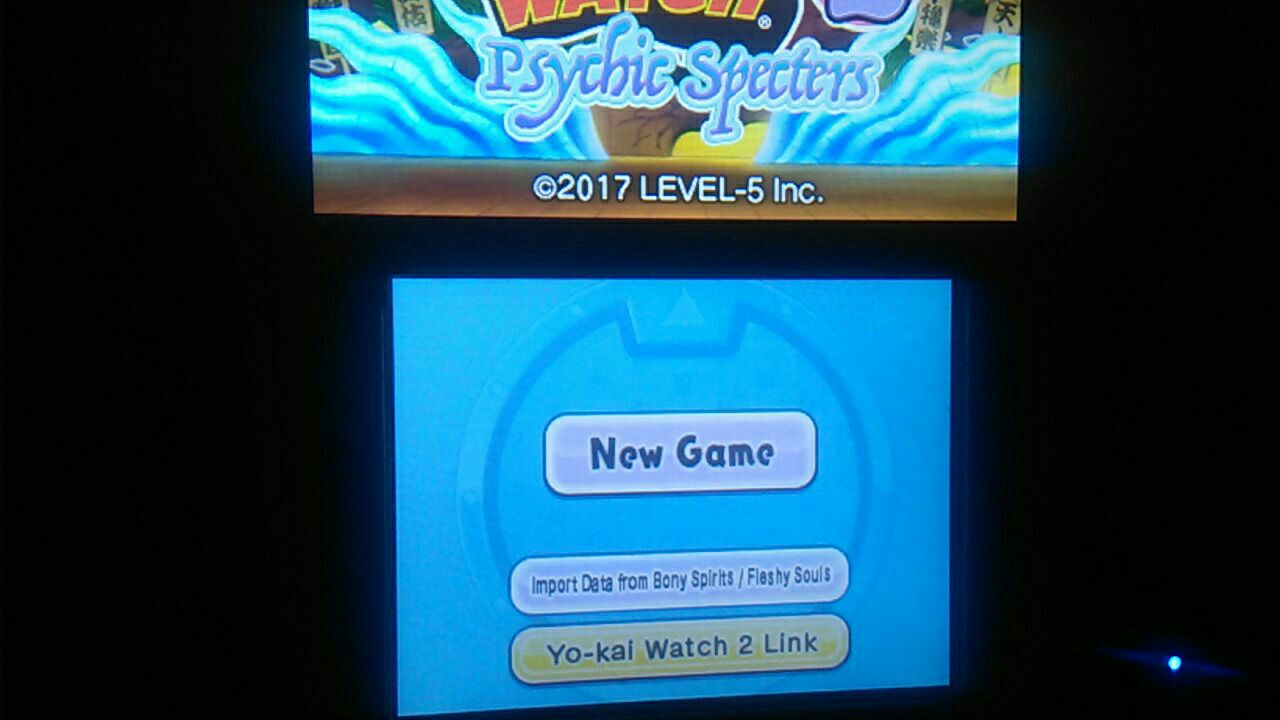 WATCH®
Psychic Specters
©2017 LEVEL-5 Inc.
New Game
Import Data from Bony Spirits / Fleshy Souls
Yo-kai Watch 2 Link